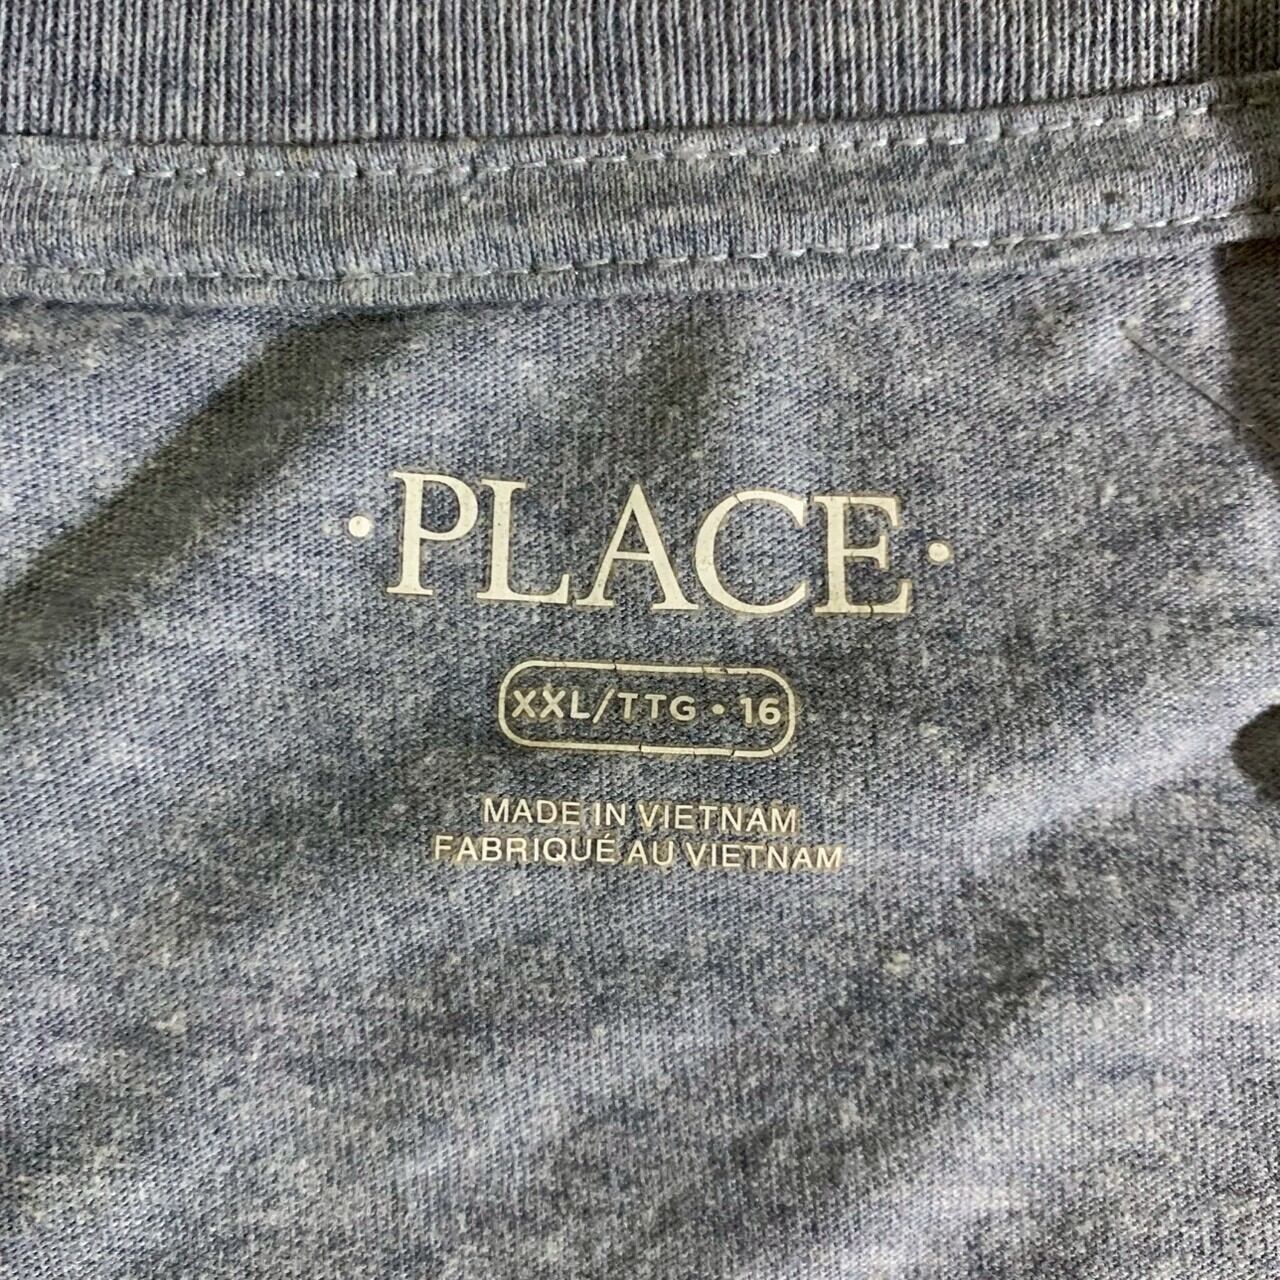 ·PLACE·
XXL/TTG • 16
MADE IN VIETNAM
FABRIQUÉ AU VIETNAM